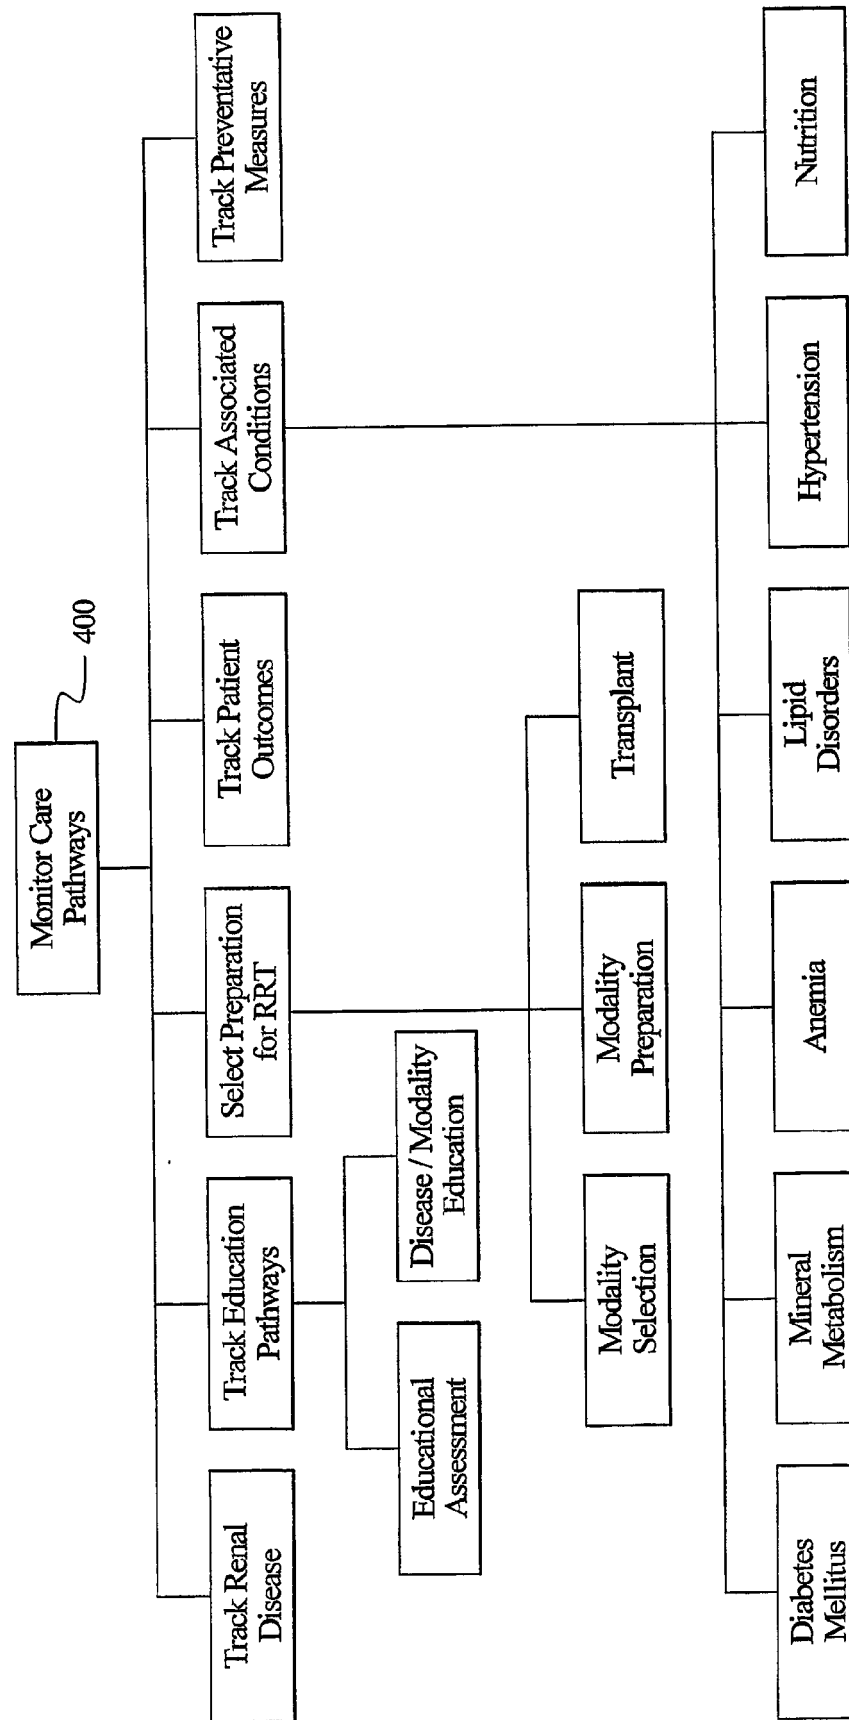 Monitor Care
Pathways
400
Track Renal
Disease
Track Education
Pathways
Select Preparation
for RRT
Track Patient
Outcomes
Track Associated
Conditions
Track Preventative
Measures
Educational
Assessment
Disease / Modality
Education
Modality
Selection
Modality
Preparation
Transplant
Diabetes
Mellitus
Mineral
Metabolism
Anemia
Lipid
Disorders
Hypertension
Nutrition